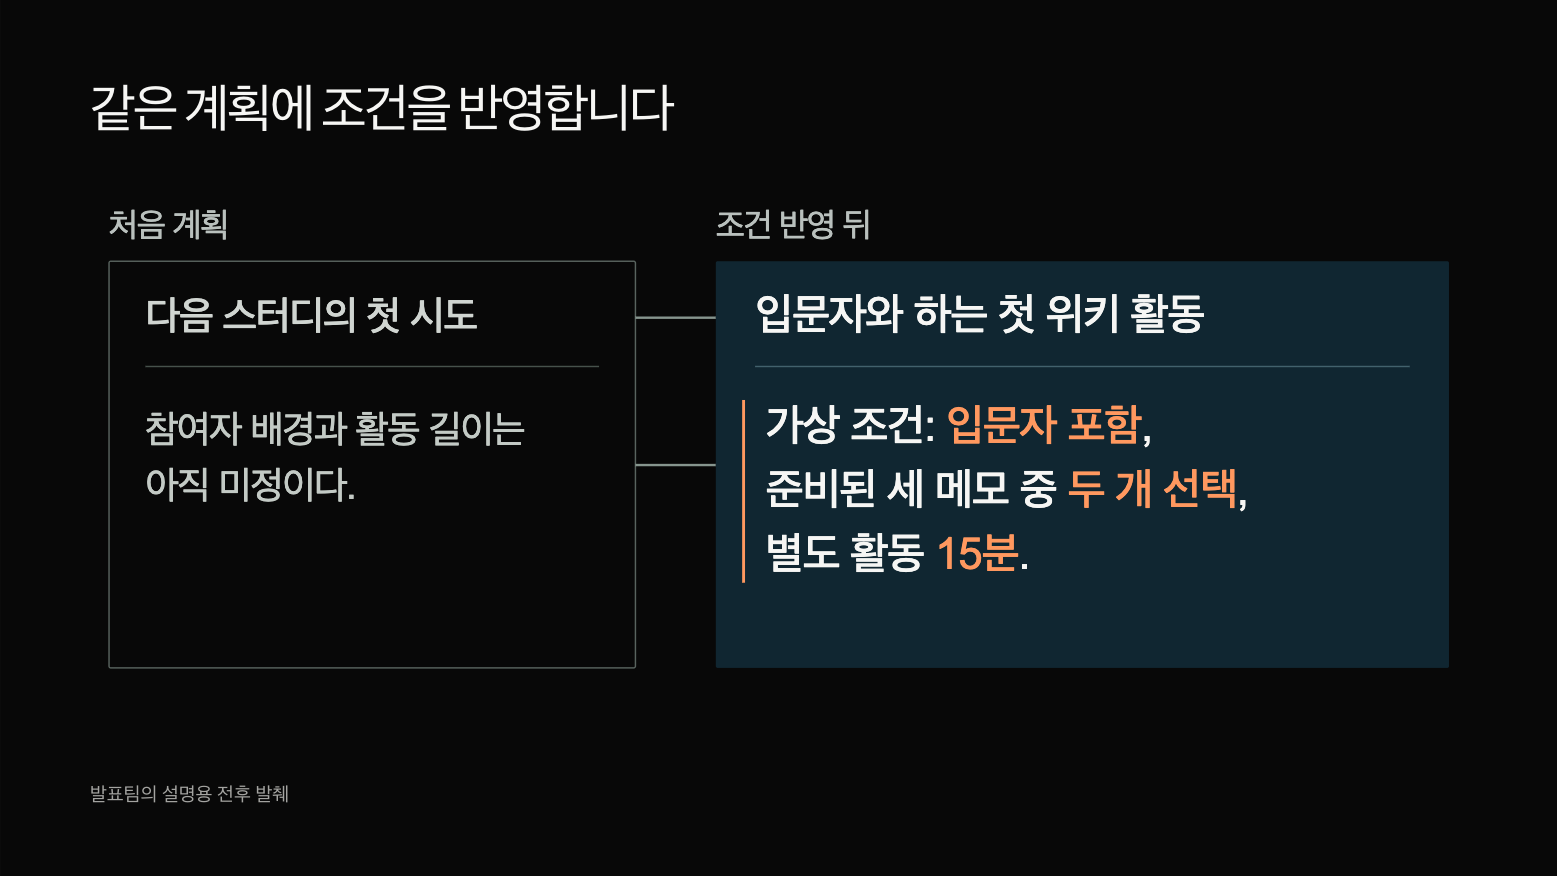 같은 계획에 조건을 반영합니다
처음 계획
다음 스터디의 첫 시도
참여자 배경과 활동 길이는
아직 미정이다.
조건 반영 뒤
입문자와 하는 첫 위키 활동
가상 조건: 입문자 포함,
준비된 세 메모 중 두 개 선택,
별도 활동 15분.
발표팀의 설명용 전후 발췌